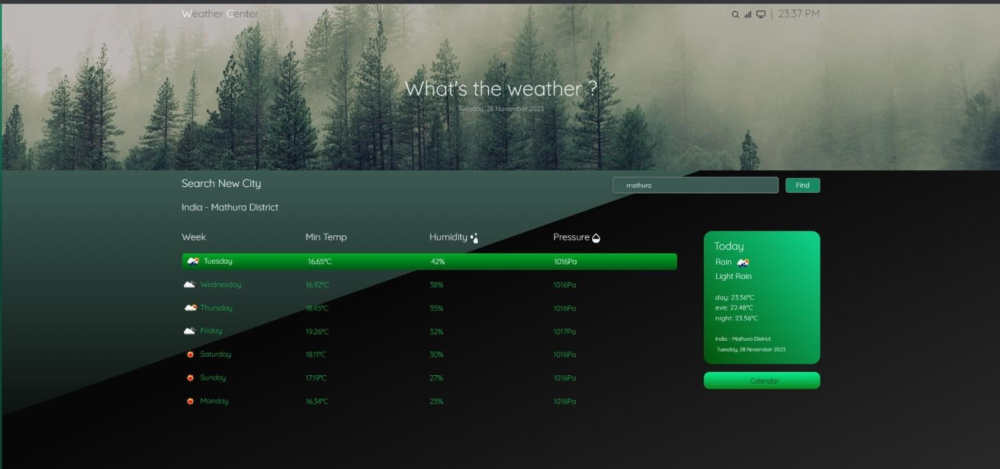 Weather Center
23:37 PM
What's the weather ?
Tuesday, 28 November 2023
Search New City
mathura
Find
India - Mathura District
Week Min Temp Humidity Pressure
Tuesday 16.65°C 42% 1016Pa
Wednesday 16.92°C 38% 1016Pa
Thursday 18.45°C 35% 1016Pa
Friday 19.26°C 32% 1017Pa
Saturday 18.11°C 30% 1016Pa
Sunday 17.19°C 27% 1016Pa
Monday 16.34°C 23% 1016Pa
Today
Rain
Light Rain
day: 23.56°C
eve: 22.48°C
night: 23.56°C
India - Mathura District
Tuesday, 28 November 2023
Calendar